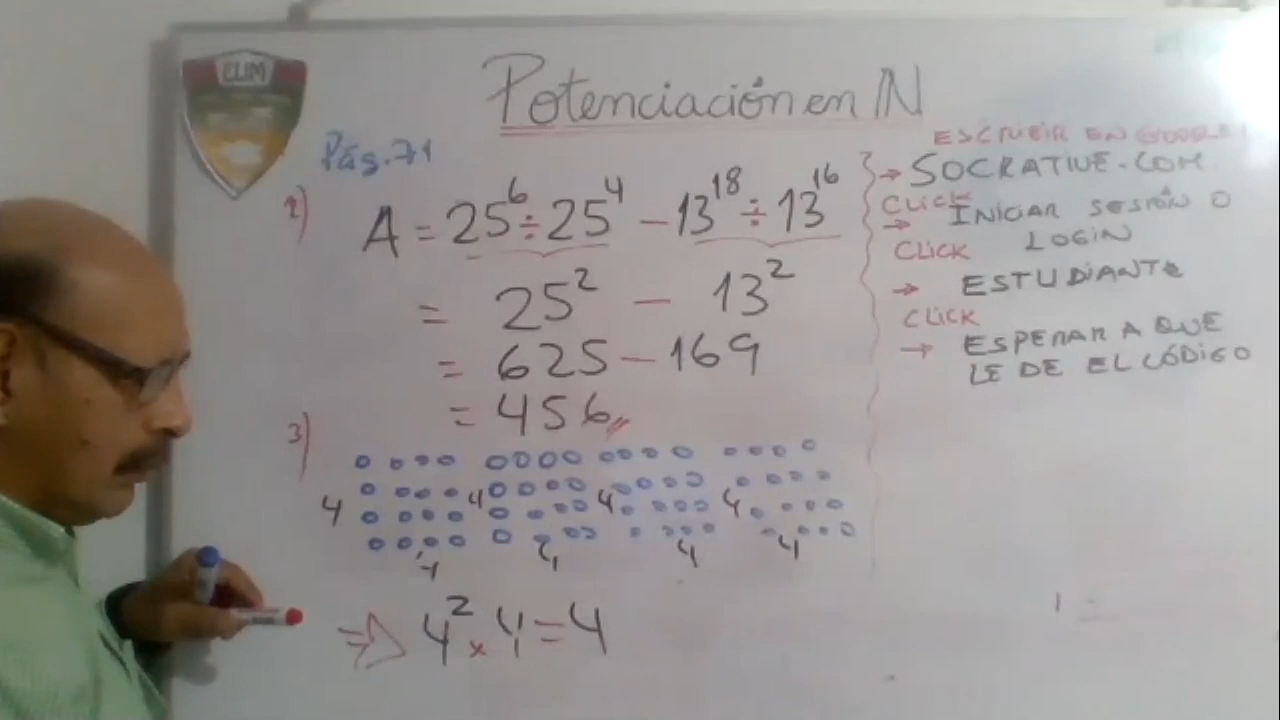 ELIM
Potenciación en ℕ
Pág. 71
2)
A = 25⁶ ÷ 25⁴ − 13¹⁸ ÷ 13¹⁶
= 25² − 13²
= 625 − 169
= 456
3)
4 4 4 4
4 4 4 4
⇒ 4² × 4 = 4
ESCRIBIR EN GOOGLE
→ SOCRATIVE.COM
CLICK
→ INICIAR SESIÓN O
LOGIN
CLICK
→ ESTUDIANTE
CLICK
→ ESPERAR A QUE
LE DE EL CÓDIGO